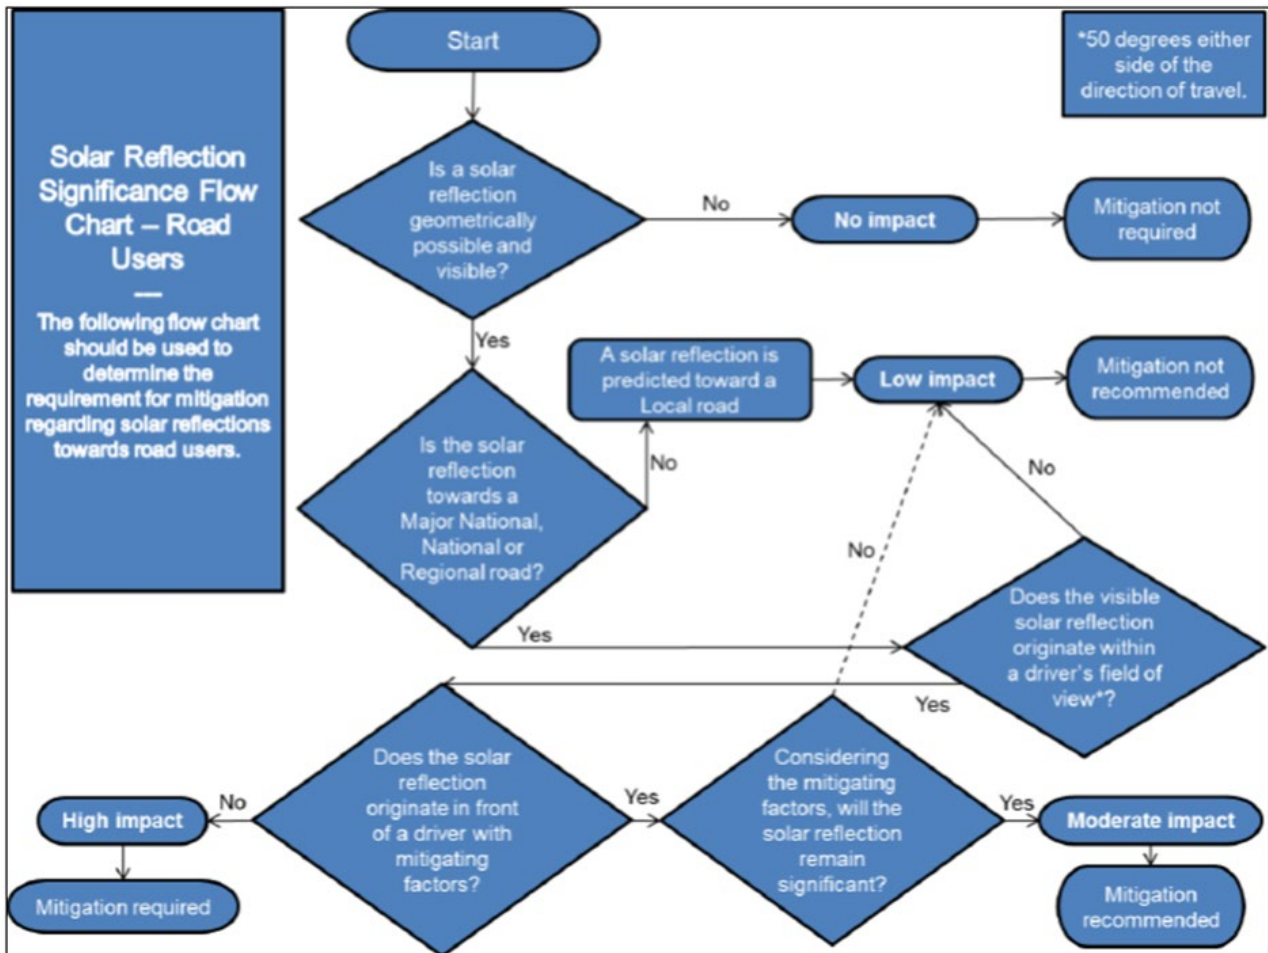 Solar Reflection
Significance Flow
Chart – Road
Users
---
The following flow chart
should be used to
determine the
requirement for mitigation
regarding solar reflections
towards road users.
Start
*50 degrees either
side of the
direction of travel.
Is a solar
reflection
geometrically
possible and
visible?
No
No impact
Mitigation not
required
Yes
A solar reflection is
predicted toward a
Local road
Low impact
Mitigation not
recommended
Is the solar
reflection
towards a
Major National,
National or
Regional road?
No
No
No
Yes
Does the visible
solar reflection
originate within
a driver's field of
view*?
Yes
Does the solar
reflection
originate in front
of a driver with
mitigating
factors?
No
High impact
Mitigation required
Yes
Considering
the mitigating
factors, will the
solar reflection
remain
significant?
Yes
Moderate impact
Mitigation
recommended